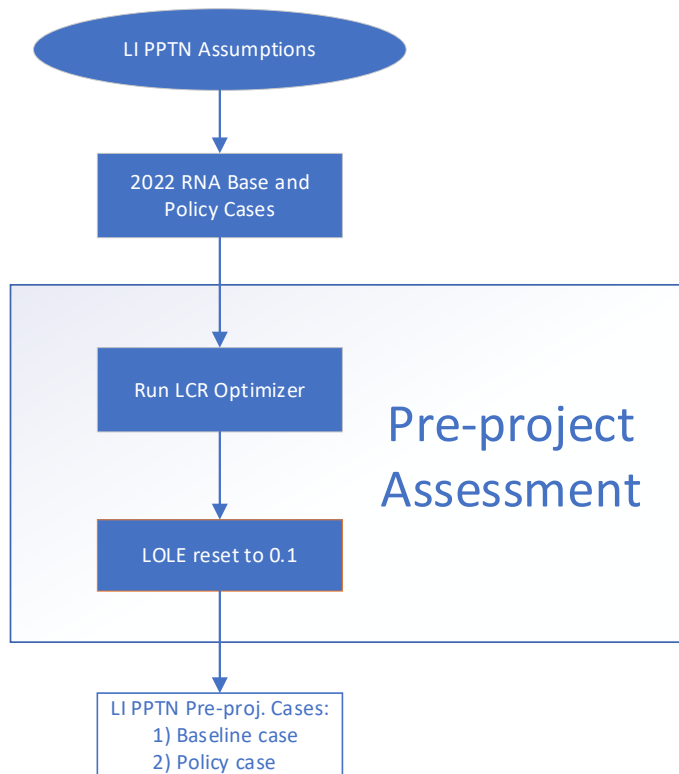 LI PPTN Assumptions
2022 RNA Base and
Policy Cases
Run LCR Optimizer
Pre-project
Assessment
LOLE reset to 0.1
LI PPTN Pre-proj. Cases:
1) Baseline case
2) Policy case